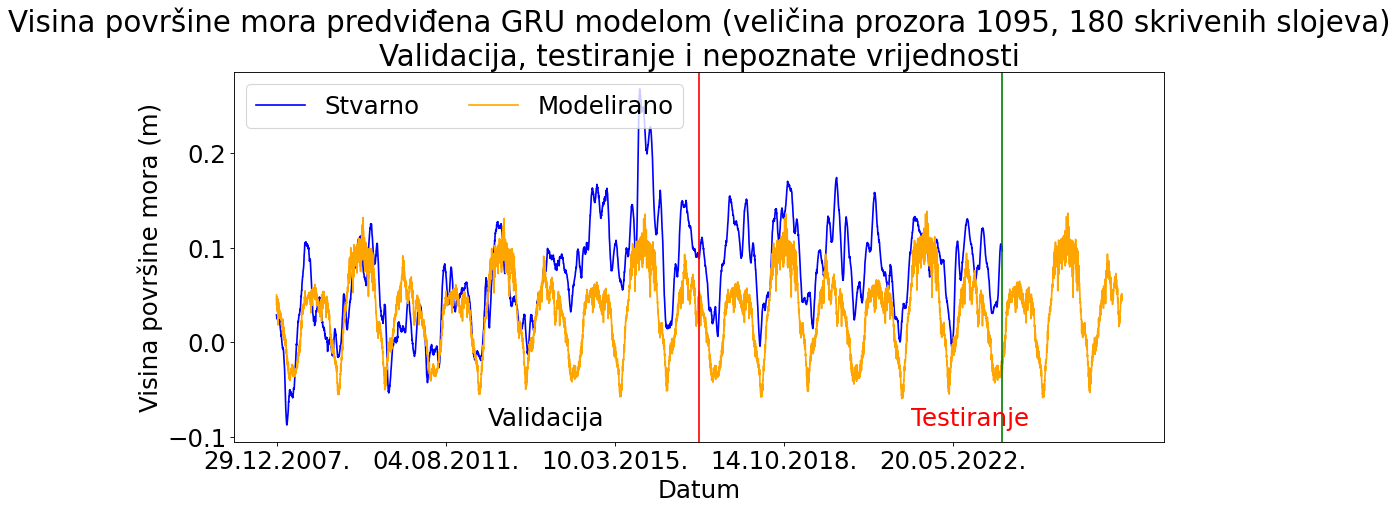 Visina površine mora predviđena GRU modelom (veličina prozora 1095, 180 skrivenih slojeva)
Validacija, testiranje i nepoznate vrijednosti
Stvarno Modelirano
Visina površine mora (m)
0.2
0.1
0.0
−0.1
Validacija Testiranje
29.12.2007. 04.08.2011. 10.03.2015. 14.10.2018. 20.05.2022.
Datum